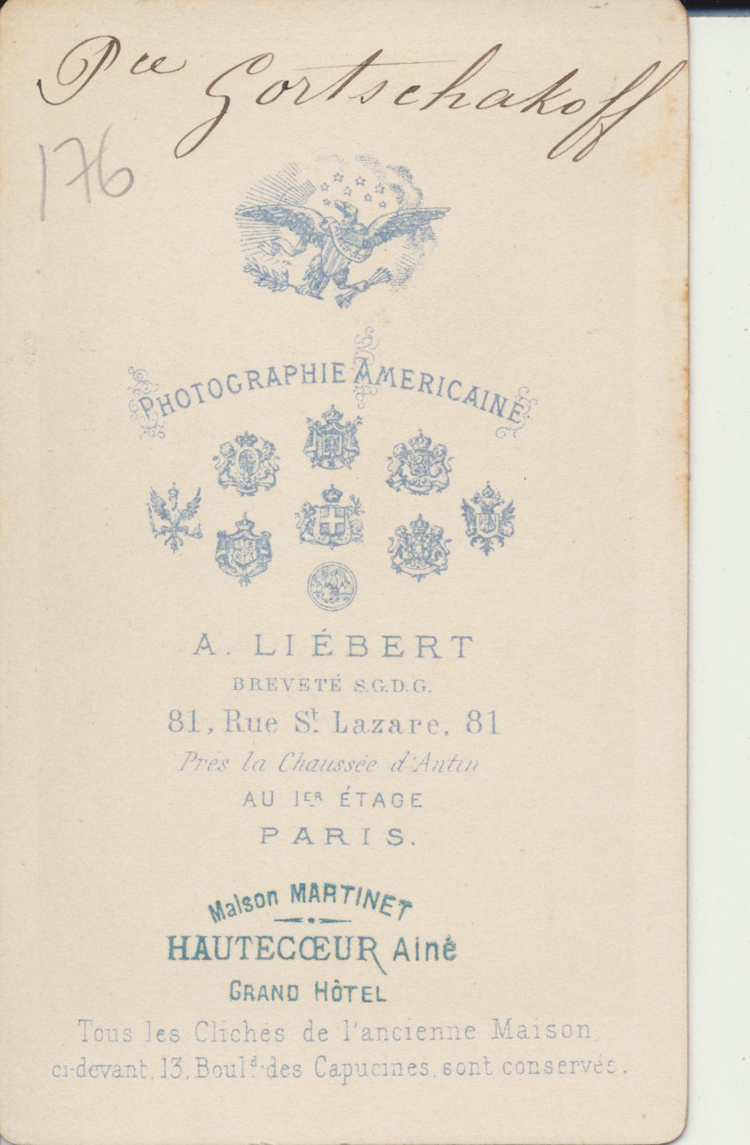 Pce Gortschakoff
176
PHOTOGRAPHIE AMERICAINE
A. LIÉBERT
BREVETÉ S.G.D.G.
81, Rue St. Lazare, 81
Près la Chaussée d'Antin
AU 1ER ÉTAGE
PARIS.
Maison MARTINET
HAUTECŒUR Ainé
GRAND HÔTEL
Tous les Clichés de l'ancienne Maison
ci-devant, 13, Bould des Capucines, sont conservés.